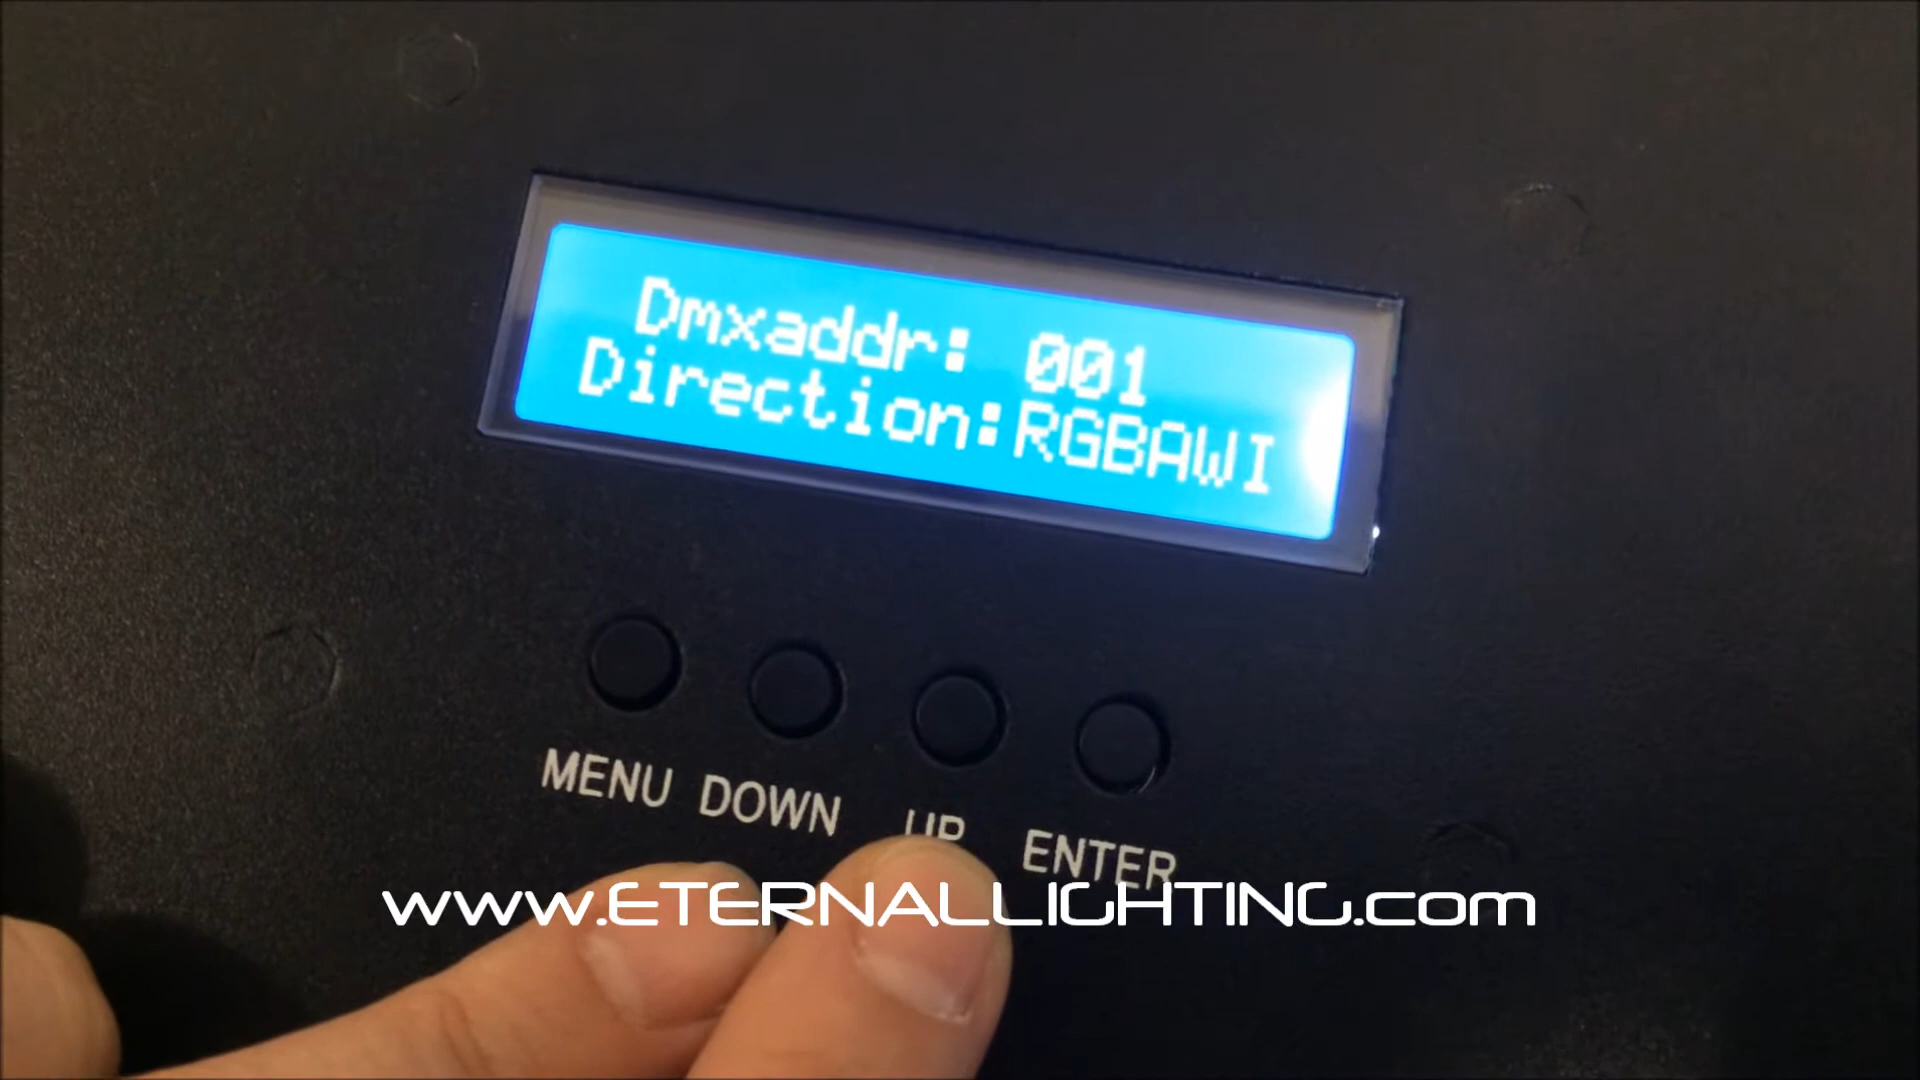 Dmxaddr: 001
Direction:RGBAWI
MENU DOWN UP ENTER
www.ETERNALLIGHTING.com